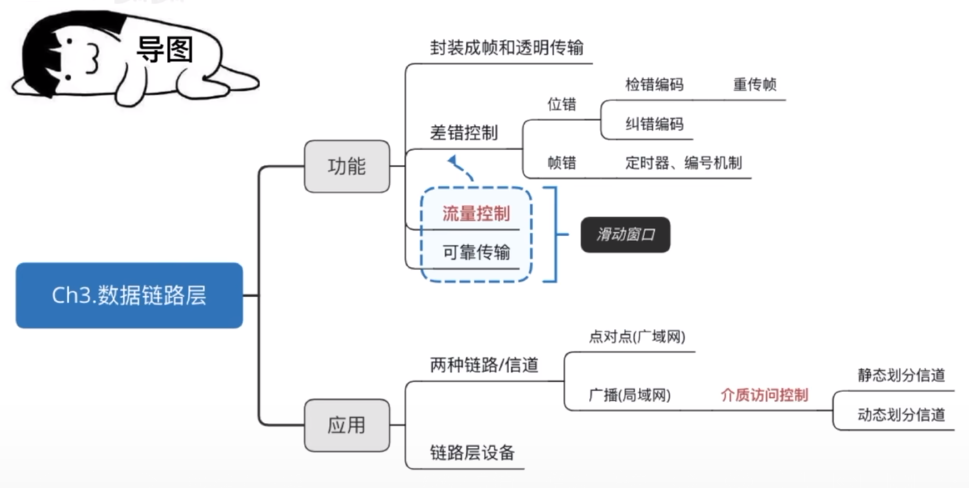 导图
Ch3.数据链路层
功能
封装成帧和透明传输
差错控制
位错
检错编码
重传帧
纠错编码
帧错
定时器、编号机制
流量控制
可靠传输
滑动窗口
应用
两种链路/信道
点对点(广域网)
广播(局域网)
介质访问控制
静态划分信道
动态划分信道
链路层设备